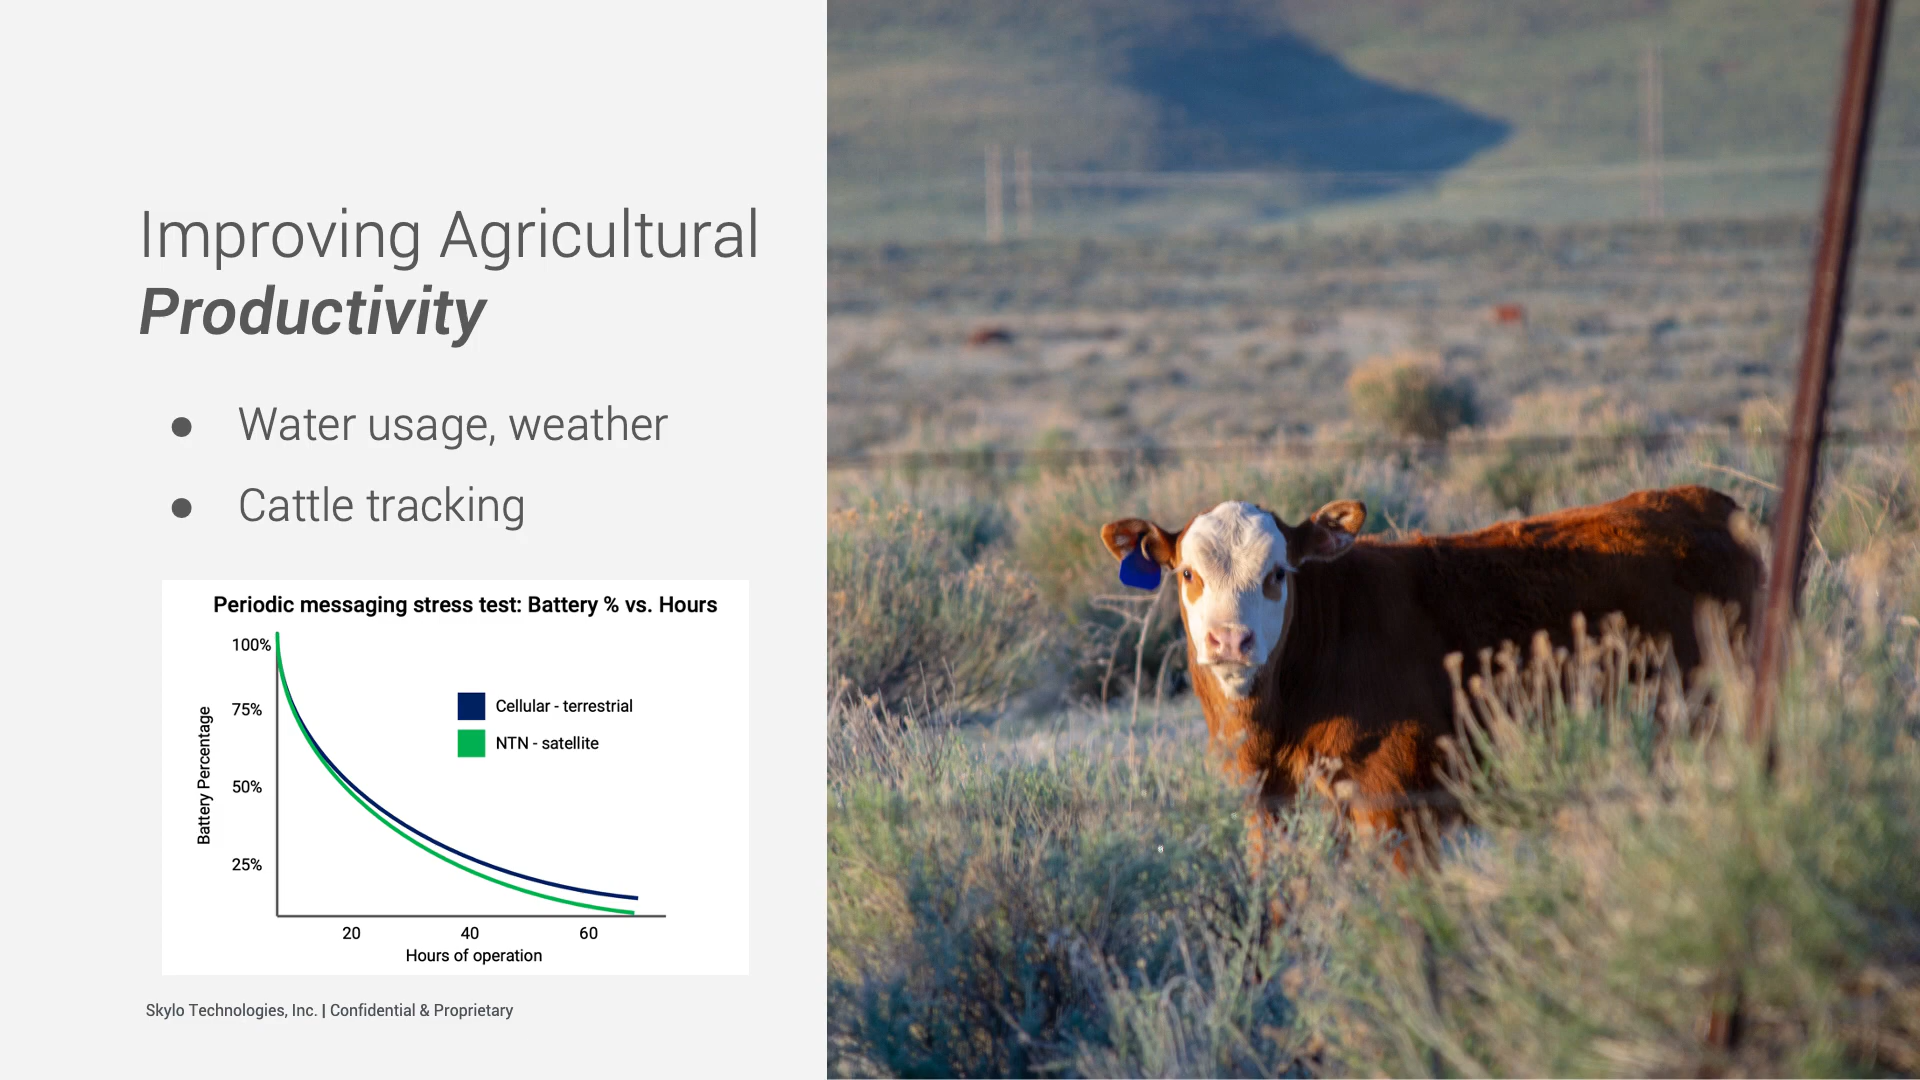 Improving Agricultural
Productivity
● Water usage, weather
● Cattle tracking
Periodic messaging stress test: Battery % vs. Hours
100%
75%
50%
25%
Battery Percentage
Cellular - terrestrial
NTN - satellite
20 40 60
Hours of operation
Skylo Technologies, Inc. | Confidential & Proprietary